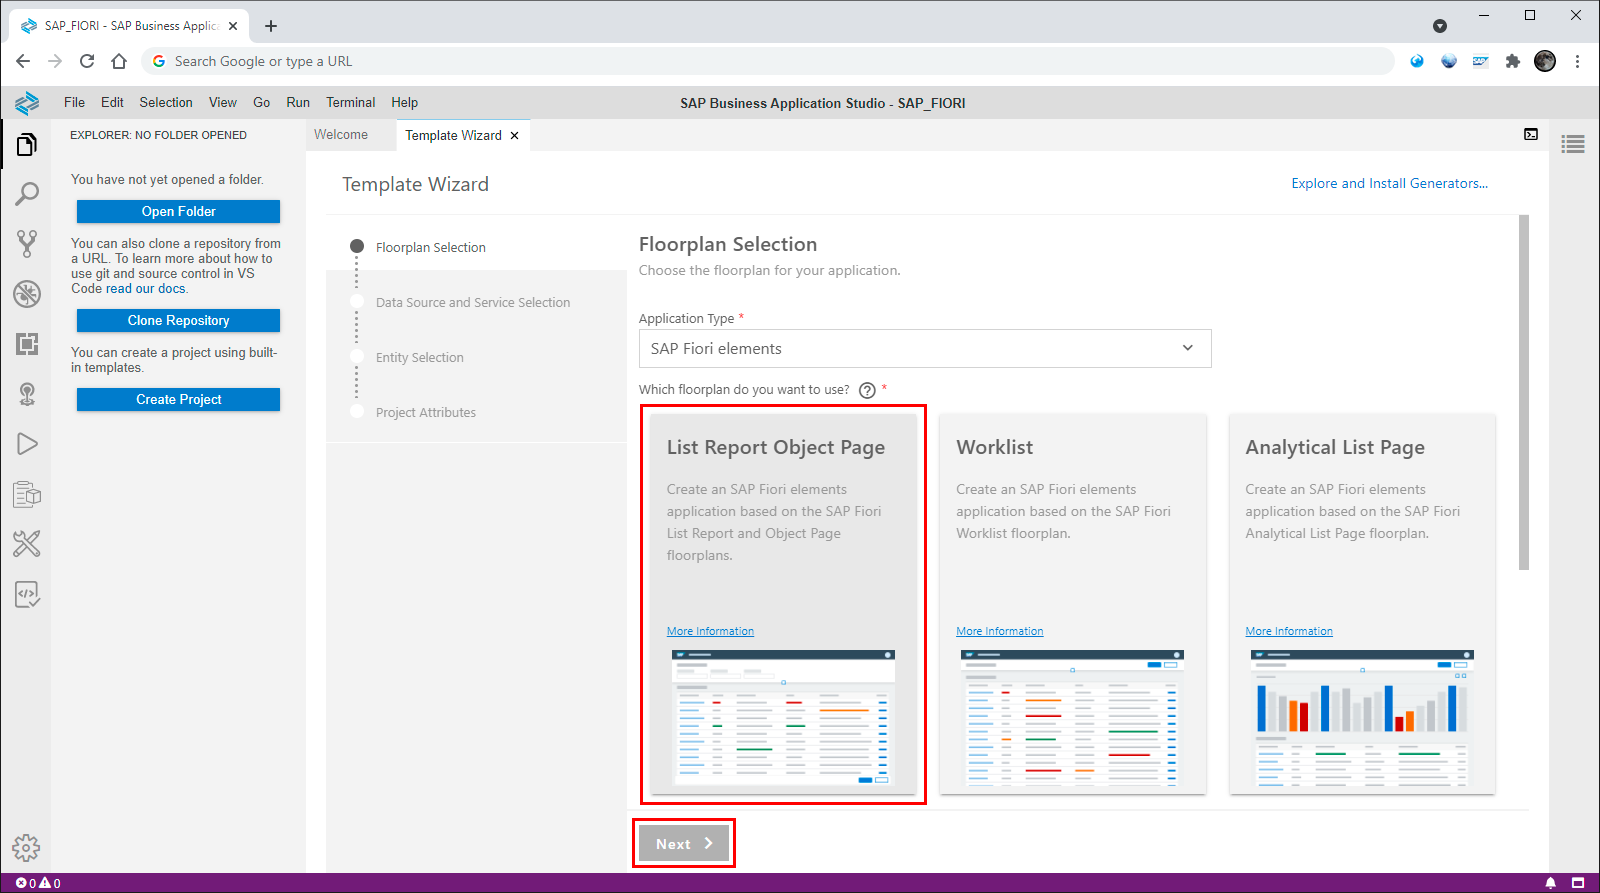 SAP_FIORI - SAP Business Applica
Search Google or type a URL
SAP
File Edit Selection View Go Run Terminal Help
SAP Business Application Studio - SAP_FIORI
EXPLORER: NO FOLDER OPENED
You have not yet opened a folder.
Open Folder
You can also clone a repository from
a URL. To learn more about how to
use git and source control in VS
Code read our docs.
Clone Repository
You can create a project using built-
in templates.
Create Project
Welcome
Template Wizard
Template Wizard
Explore and Install Generators...
Floorplan Selection
Data Source and Service Selection
Entity Selection
Project Attributes
Floorplan Selection
Choose the floorplan for your application.
Application Type *
SAP Fiori elements
Which floorplan do you want to use? ? *
List Report Object Page
Create an SAP Fiori elements
application based on the SAP Fiori
List Report and Object Page
floorplans.
More Information
Worklist
Create an SAP Fiori elements
application based on the SAP Fiori
Worklist floorplan.
More Information
Analytical List Page
Create an SAP Fiori elements
application based on the SAP Fiori
Analytical List Page floorplan.
More Information
Next
0 0